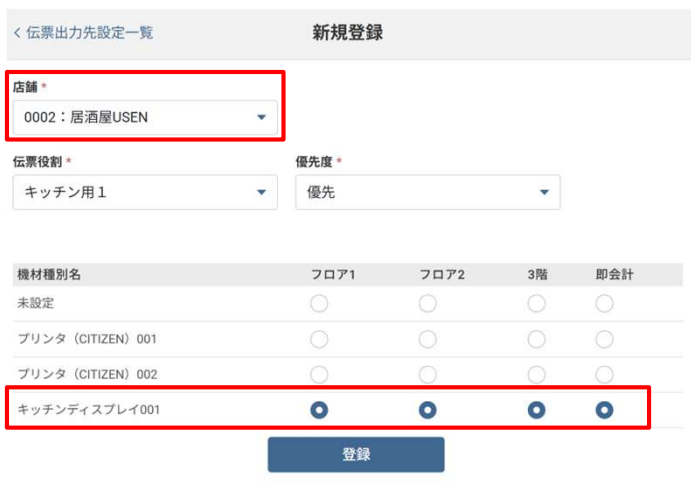 < 伝票出力先設定一覧 新規登録
店舗 *
0002:居酒屋USEN
伝票役割 * 優先度 *
キッチン用1 優先
機材種別名 フロア1 フロア2 3階 即会計
未設定
プリンタ(CITIZEN)001
プリンタ(CITIZEN)002
キッチンディスプレイ001
登録